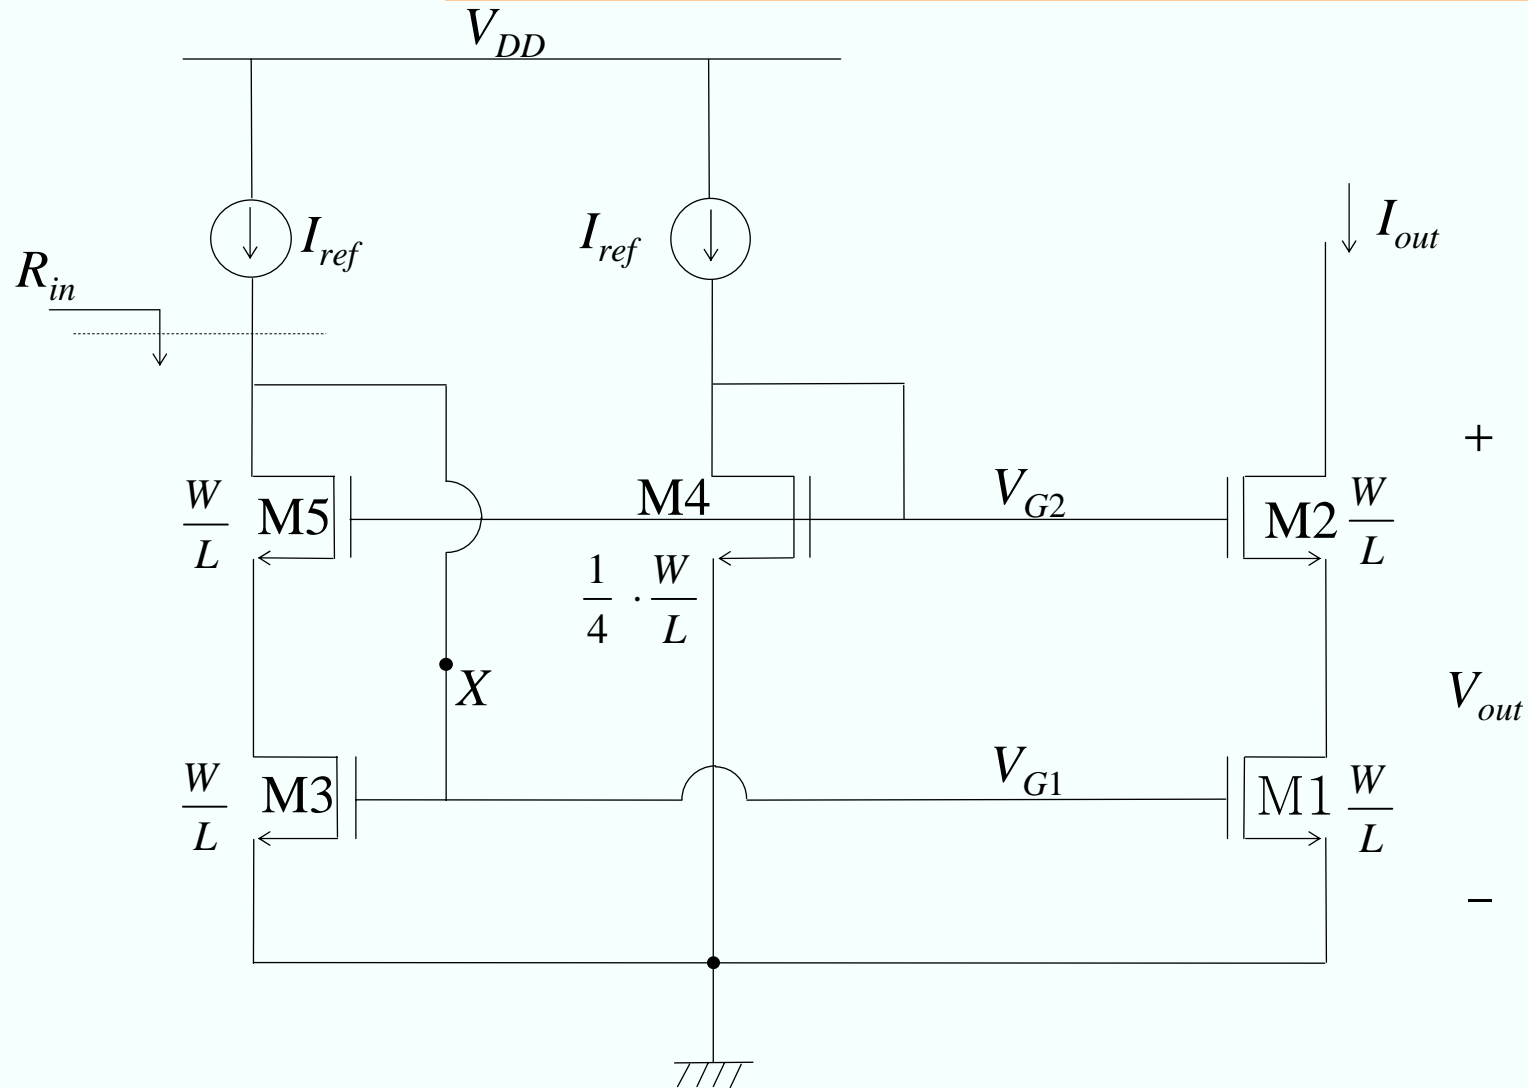 V_DD
I_ref
I_ref
I_out
R_in
+
M5
W/L
M4
1/4 · W/L
V_G2
M2
W/L
X
V_out
M3
W/L
V_G1
M1
W/L
−